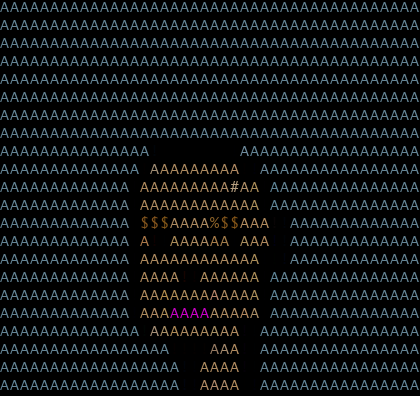 AAAAAAAAAAAAAAAAAAAAAAAAAAAAAAAAAAAAAAAAAA
AAAAAAAAAAAAAAAAAAAAAAAAAAAAAAAAAAAAAAAAAA
AAAAAAAAAAAAAAAAAAAAAAAAAAAAAAAAAAAAAAAAAA
AAAAAAAAAAAAAAAAAAAAAAAAAAAAAAAAAAAAAAAAAA
AAAAAAAAAAAAAAAAAAAAAAAAAAAAAAAAAAAAAAAAAA
AAAAAAAAAAAAAAAAAAAAAAAAAAAAAAAAAAAAAAAAAA
AAAAAAAAAAAAAAAAAAAAAAAAAAAAAAAAAAAAAAAAAA
AAAAAAAAAAAAAAAAAAAAAAAAAAAAAAAAAAAAAAAAAA
AAAAAAAAAAAAAAA         AAAAAAAAAAAAAAAAAA
AAAAAAAAAAAAAA AAAAAAAAA  AAAAAAAAAAAAAAAA
AAAAAAAAAAAAA AAAAAAAAA#AA AAAAAAAAAAAAAAA
AAAAAAAAAAAAA AAAAAAAAAAAA AAAAAAAAAAAAAAA
AAAAAAAAAAAAA $$$AAAA%$$AAA  AAAAAAAAAAAAA
AAAAAAAAAAAAA A  AAAAAA AAA  AAAAAAAAAAAAA
AAAAAAAAAAAAA AAAAAAAAAAAA   AAAAAAAAAAAAA
AAAAAAAAAAAAA AAAA  AAAAAA AAAAAAAAAAAAAAA
AAAAAAAAAAAAA AAAAAAAAAAAA AAAAAAAAAAAAAAA
AAAAAAAAAAAAA AAAAAAAAAAAA AAAAAAAAAAAAAAA
AAAAAAAAAAAAAA AAAAAAAAA  AAAAAAAAAAAAAAAA
AAAAAAAAAAAAAAAAA    AAA  AAAAAAAAAAAAAAAA
AAAAAAAAAAAAAAAAAA  AAAA  AAAAAAAAAAAAAAAA
AAAAAAAAAAAAAAAAAA  AAAA  AAAAAAAAAAAAAAAA